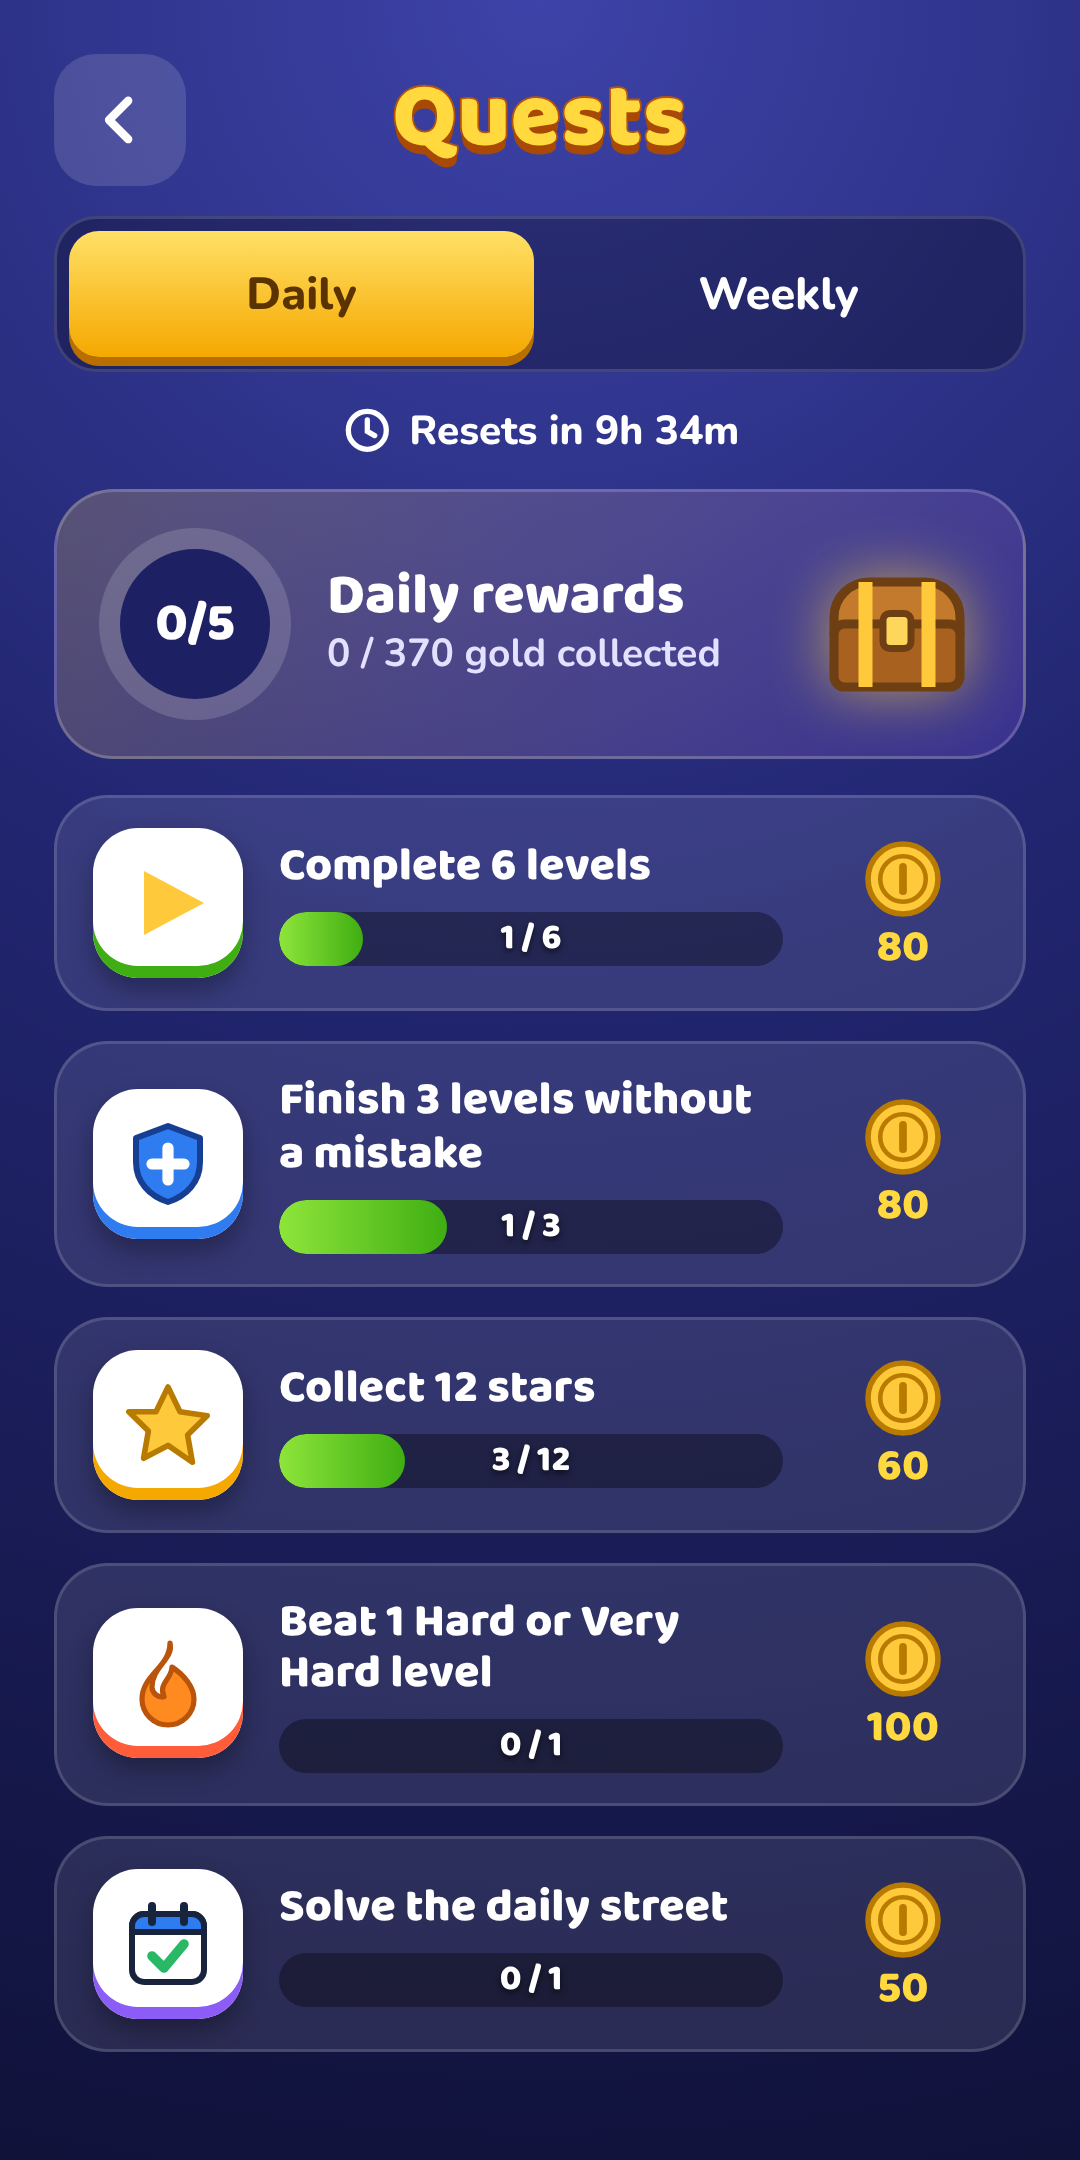 Quests
Daily
Weekly
Resets in 9h 34m
0/5
Daily rewards
0 / 370 gold collected
Complete 6 levels
1 / 6
80
Finish 3 levels without
a mistake
1 / 3
80
Collect 12 stars
3 / 12
60
Beat 1 Hard or Very
Hard level
0 / 1
100
Solve the daily street
0 / 1
50